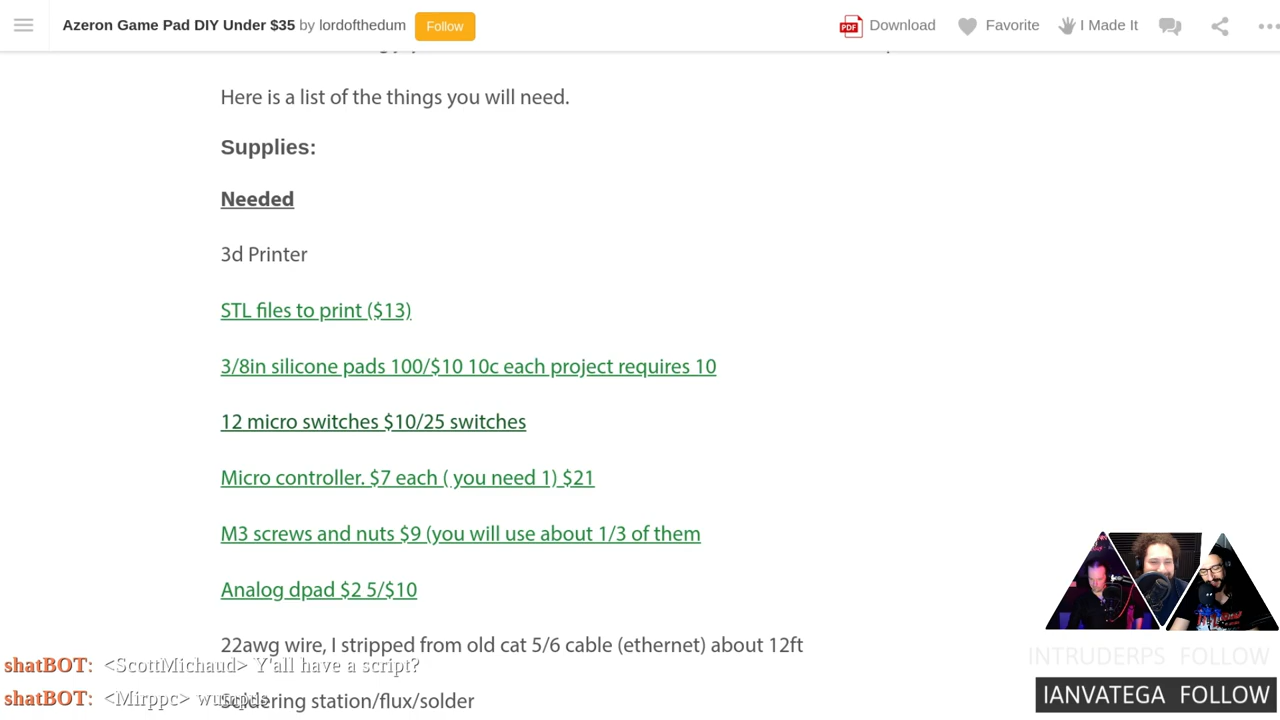 Azeron Game Pad DIY Under $35 by lordofthedum Follow Download Favorite I Made It
Here is a list of the things you will need.
Supplies:
Needed
3d Printer
STL files to print ($13)
3/8in silicone pads 100/$10 10c each project requires 10
12 micro switches $10/25 switches
Micro controller. $7 each ( you need 1) $21
M3 screws and nuts $9 (you will use about 1/3 of them
Analog dpad $2 5/$10
22awg wire, I stripped from old cat 5/6 cable (ethernet) about 12ft
shatBOT: <ScottMichaud> Y'all have a script?
shatBOT: <Mirppc>
Soldering station/flux/solder
INTRUDERPS FOLLOW
IANVATEGA FOLLOW